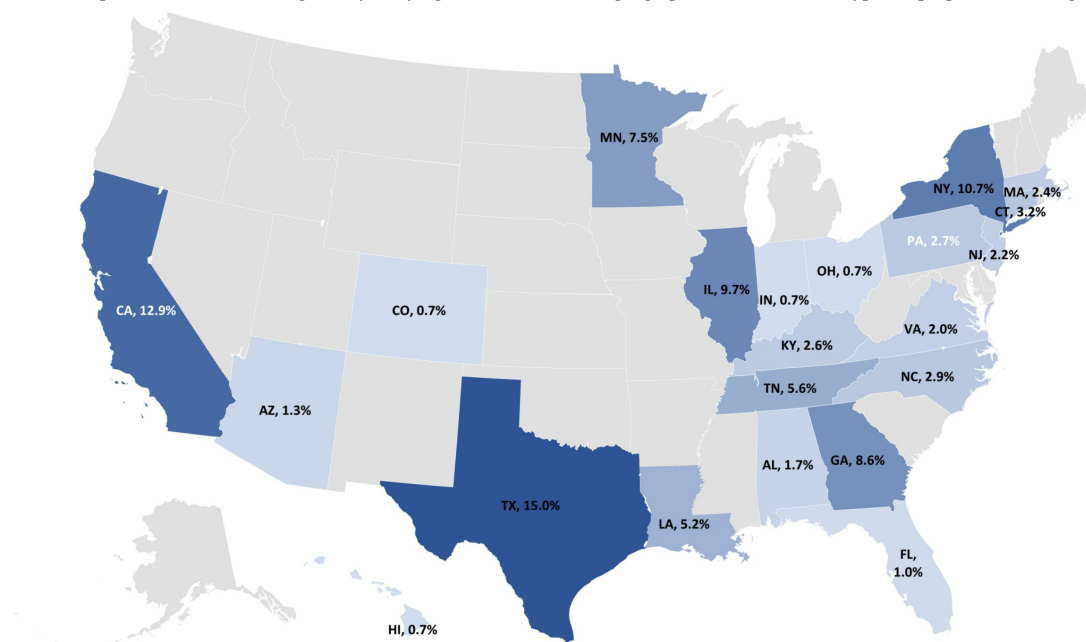 MN, 7.5%
NY, 10.7%
MA, 2.4%
CT, 3.2%
PA, 2.7%
NJ, 2.2%
OH, 0.7%
IL, 9.7%
IN, 0.7%
CA, 12.9%
CO, 0.7%
VA, 2.0%
KY, 2.6%
NC, 2.9%
TN, 5.6%
AZ, 1.3%
AL, 1.7%
GA, 8.6%
TX, 15.0%
LA, 5.2%
FL,
1.0%
HI, 0.7%